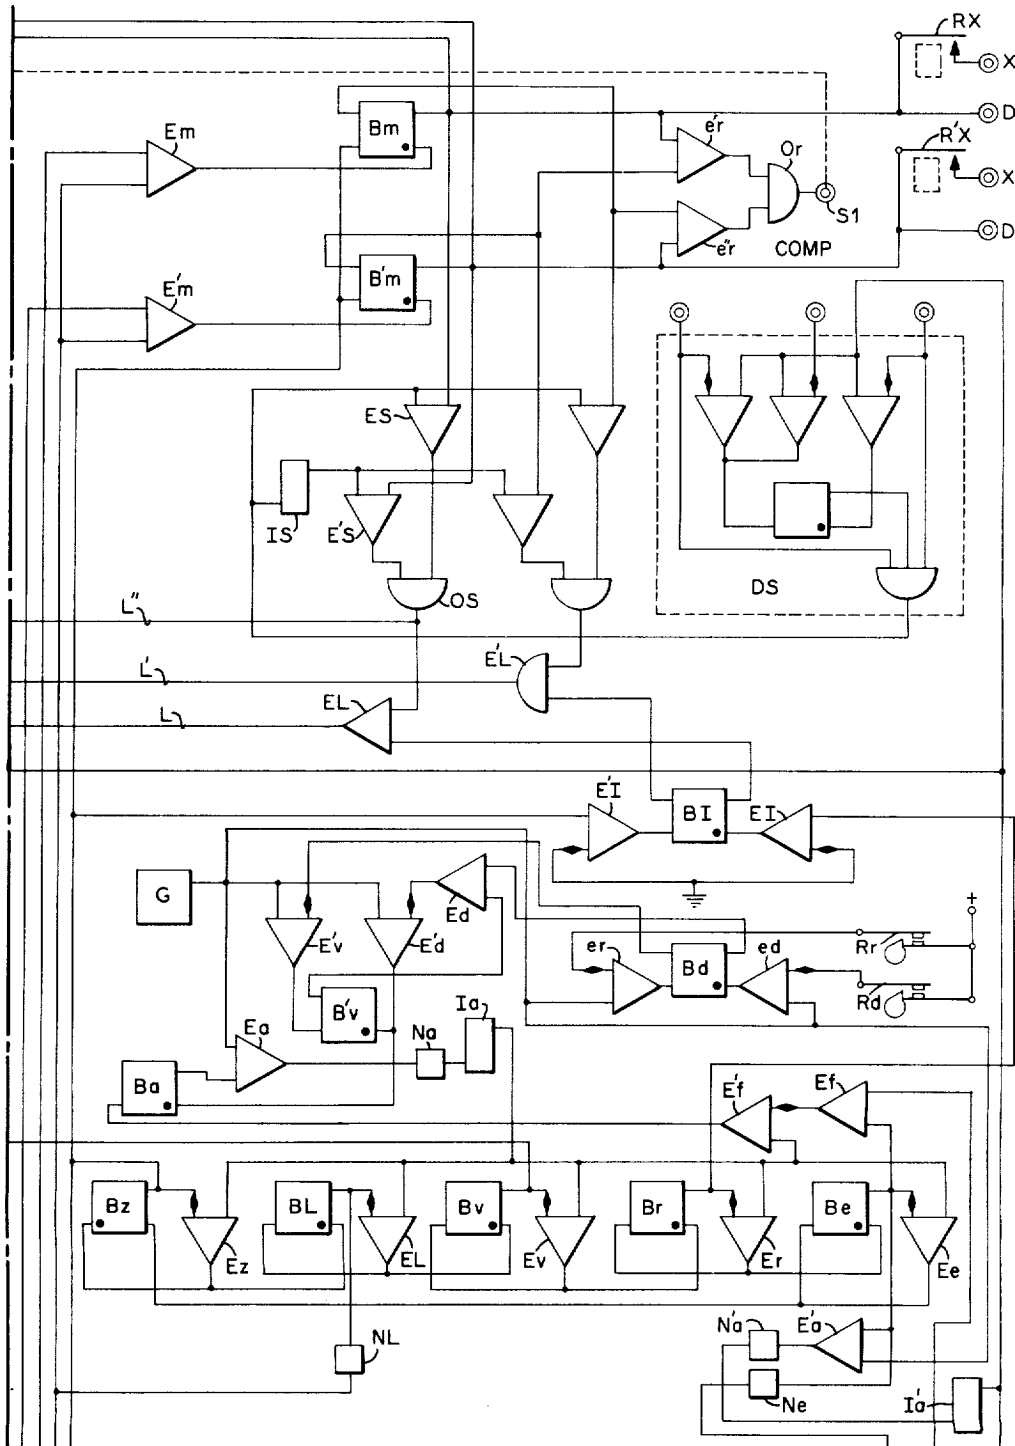 RX
X
D
R'X
X
D
Em
Bm
e'r
Or
S1
e"r
COMP
E'm
B'm
ES
IS
E'S
OS
DS
L"
L'
E'L
L
EL
E'I
BI
EI
G
Ed
E'v
E'd
er
Bd
ed
Rr
Rd
+
B'v
Ia
Ea
Na
Ba
E'f
Ef
Bz
BL
Bv
Br
Be
Ez
EL
Ev
Er
Ee
N'a
E'a
NL
Ne
I'a